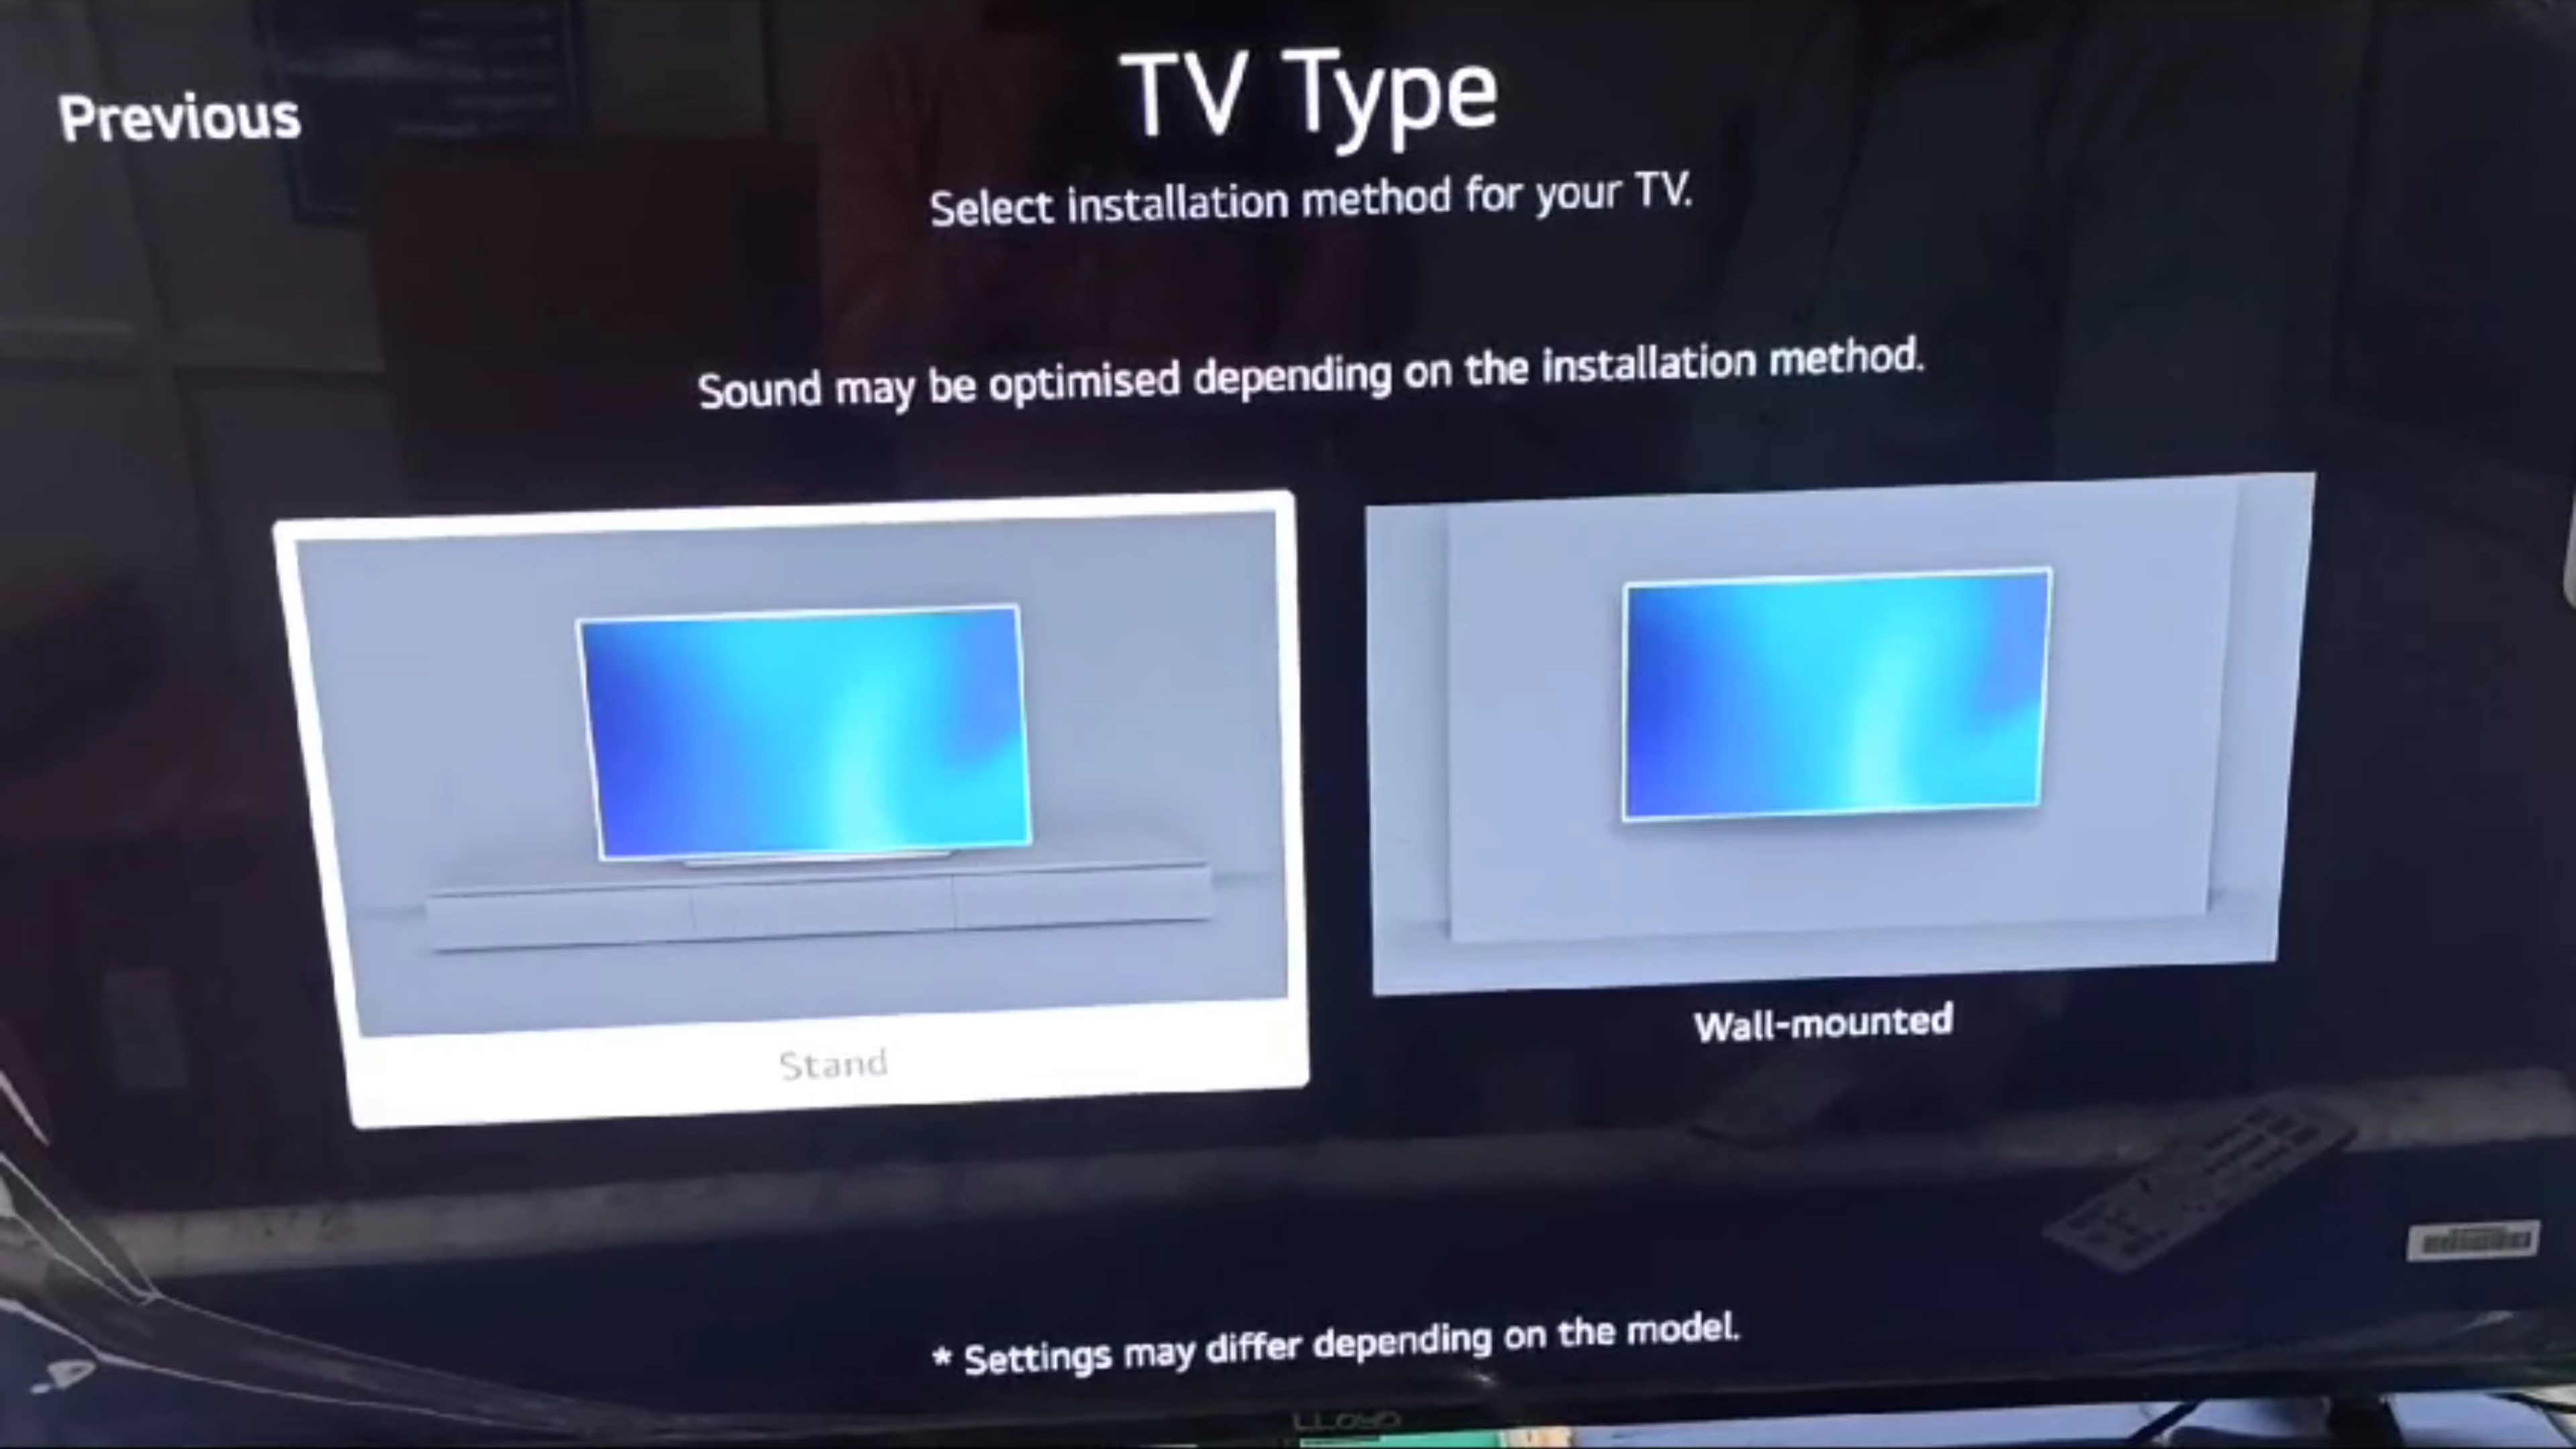 TV Type
Previous
Select installation method for your TV.
Sound may be optimised depending on the installation method.
Stand
Wall-mounted
* Settings may differ depending on the model.
LLOYD